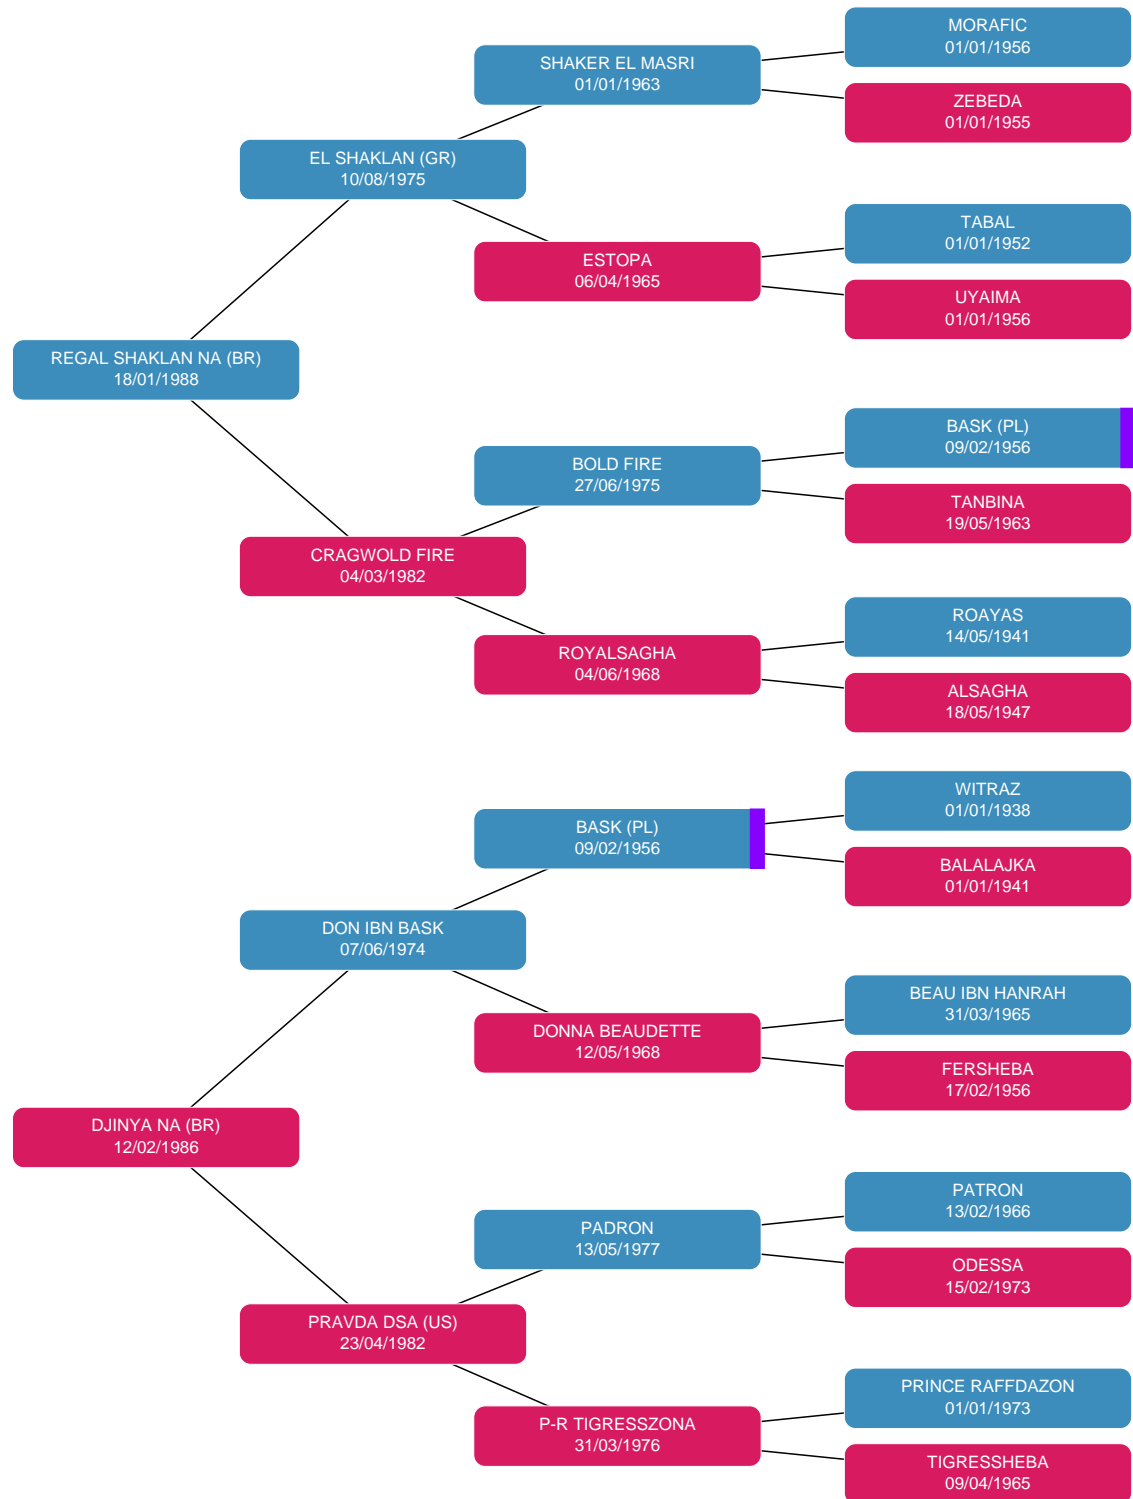 MORAFIC
01/01/1956
SHAKER EL MASRI
01/01/1963
ZEBEDA
01/01/1955
EL SHAKLAN (GR)
10/08/1975
TABAL
01/01/1952
ESTOPA
06/04/1965
UYAIMA
01/01/1956
REGAL SHAKLAN NA (BR)
18/01/1988
BASK (PL)
09/02/1956
BOLD FIRE
27/06/1975
TANBINA
19/05/1963
CRAGWOLD FIRE
04/03/1982
ROAYAS
14/05/1941
ROYALSAGHA
04/06/1968
ALSAGHA
18/05/1947
WITRAZ
01/01/1938
BASK (PL)
09/02/1956
BALALAJKA
01/01/1941
DON IBN BASK
07/06/1974
BEAU IBN HANRAH
31/03/1965
DONNA BEAUDETTE
12/05/1968
FERSHEBA
17/02/1956
DJINYA NA (BR)
12/02/1986
PATRON
13/02/1966
PADRON
13/05/1977
ODESSA
15/02/1973
PRAVDA DSA (US)
23/04/1982
PRINCE RAFFDAZON
01/01/1973
P-R TIGRESSZONA
31/03/1976
TIGRESSHEBA
09/04/1965